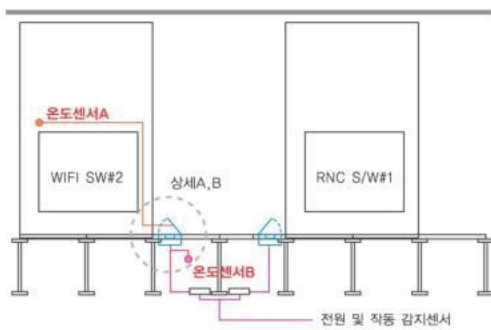 온도센서A
WIFI SW#2
상세A,B
RNC S/W#1
온도센서B
전원 및 작동 감지센서